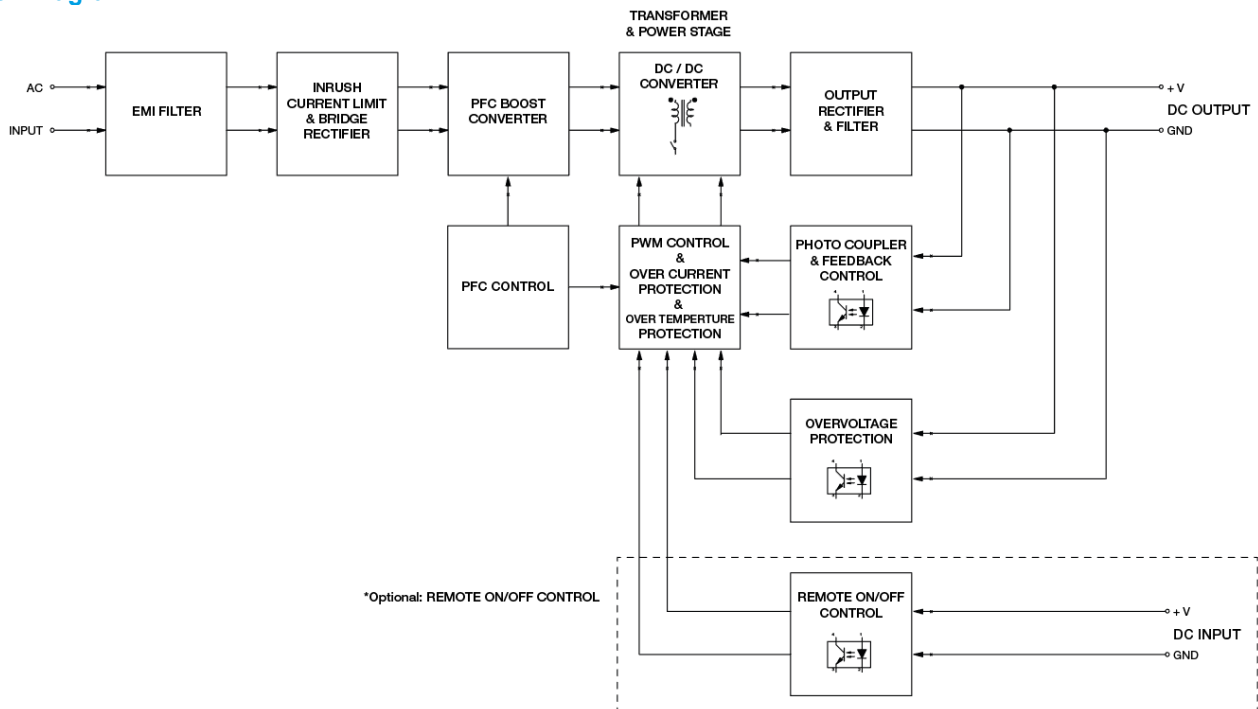 TRANSFORMER
& POWER STAGE
AC
INPUT
EMI FILTER
INRUSH
CURRENT LIMIT
& BRIDGE
RECTIFIER
PFC BOOST
CONVERTER
DC / DC
CONVERTER
OUTPUT
RECTIFIER
& FILTER
+ V
DC OUTPUT
GND
PFC CONTROL
PWM CONTROL
&
OVER CURRENT
PROTECTION
&
OVER TEMPERTURE
PROTECTION
PHOTO COUPLER
& FEEDBACK
CONTROL
OVERVOLTAGE
PROTECTION
*Optional: REMOTE ON/OFF CONTROL
REMOTE ON/OFF
CONTROL
+ V
DC INPUT
GND